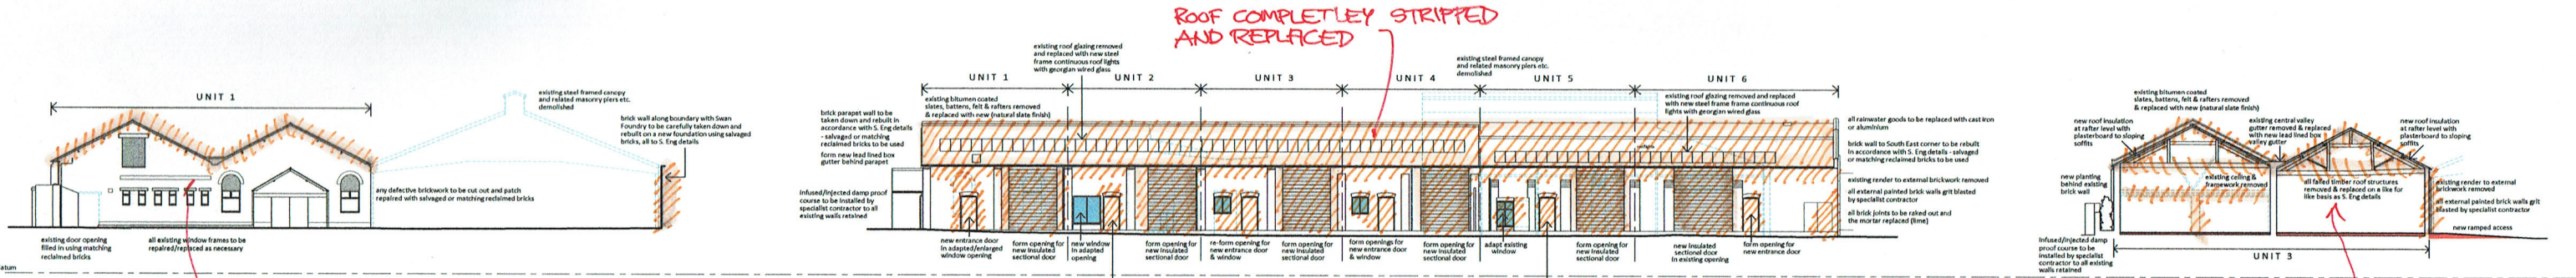 ROOF COMPLETLEY STRIPPED
AND REPLACED
UNIT 1
existing steel framed canopy
and related masonry piers etc.
demolished
brick wall along boundary with Swan
Foundry to be carefully taken down and
rebuilt on a new foundation using salvaged
bricks, all to S. Eng details
any defective brickwork to be cut out and patch
repaired with salvaged or matching reclaimed bricks
existing door opening
filled in using matching
reclaimed bricks
all existing window frames to be
repaired/replaced as necessary
atum
existing roof glazing removed
and replaced with new steel
frame continuous roof lights
with georgian wired glass
existing steel framed canopy
and related masonry piers etc.
demolished
UNIT 1
UNIT 2
UNIT 3
UNIT 4
UNIT 5
UNIT 6
existing bitumen coated
slates, battens, felt & rafters removed
& replaced with new (natural slate finish)
existing roof glazing removed and replaced
with new steel frame frame continuous roof
lights with georgian wired glass
brick parapet wall to be
taken down and rebuilt in
accordance with S. Eng details
- salvaged or matching
reclaimed bricks to be used
form new lead lined box
gutter behind parapet
infused/injected damp proof
course to be installed by
specialist contractor to all
existing walls retained
all rainwater goods to be replaced with cast iron
or aluminium
brick wall to South East corner to be rebuilt
in accordance with S. Eng details - salvaged
or matching reclaimed bricks to be used
existing render to external brickwork removed
all external painted brick walls grit blasted
by specialist contractor
all brick joints to be raked out and
the mortar replaced (lime)
new entrance door
in adapted/enlarged
window opening
form opening for
new insulated
sectional door
new window
in adapted
opening
form opening for
new insulated
sectional door
re-form opening for
new entrance door
& window
form opening for
new insulated
sectional door
form openings for
new entrance door
& window
form opening for
new insulated
sectional door
adapt existing
window
form opening for
new insulated
sectional door
new insulated
sectional door
in existing opening
form opening for
new entrance door
existing bitumen coated
slates, battens, felt & rafters removed
& replaced with new (natural slate finish)
new roof insulation
at rafter level with
plasterboard to sloping
soffits
existing central valley
gutter removed & replaced
with new lead lined box
valley gutter
new roof insulation
at rafter level with
plasterboard to sloping
soffits
new planting
behind existing
brick wall
existing ceiling &
framework removed
all failed timber roof structures
removed & replaced on a like for
like basis as S. Eng details
existing render to external
brickwork removed
all external painted brick walls grit
blasted by specialist contractor
new ramped access
infused/injected damp
proof course to be
installed by specialist
contractor to all existing
walls retained
UNIT 3